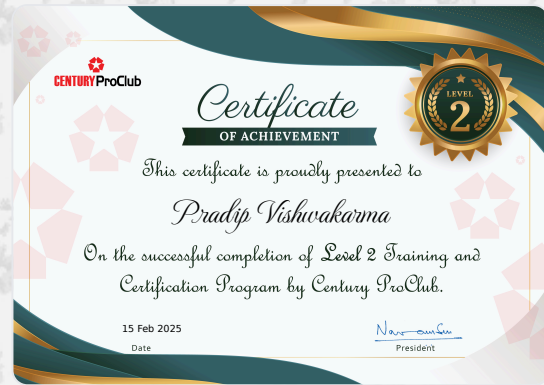 CENTURY ProClub
Certificate
OF ACHIEVEMENT
LEVEL
2
This certificate is proudly presented to
Pradip Vishwakarma
On the successful completion of Level 2 Training and
Certification Program by Century ProClub.
15 Feb 2025
Date
President